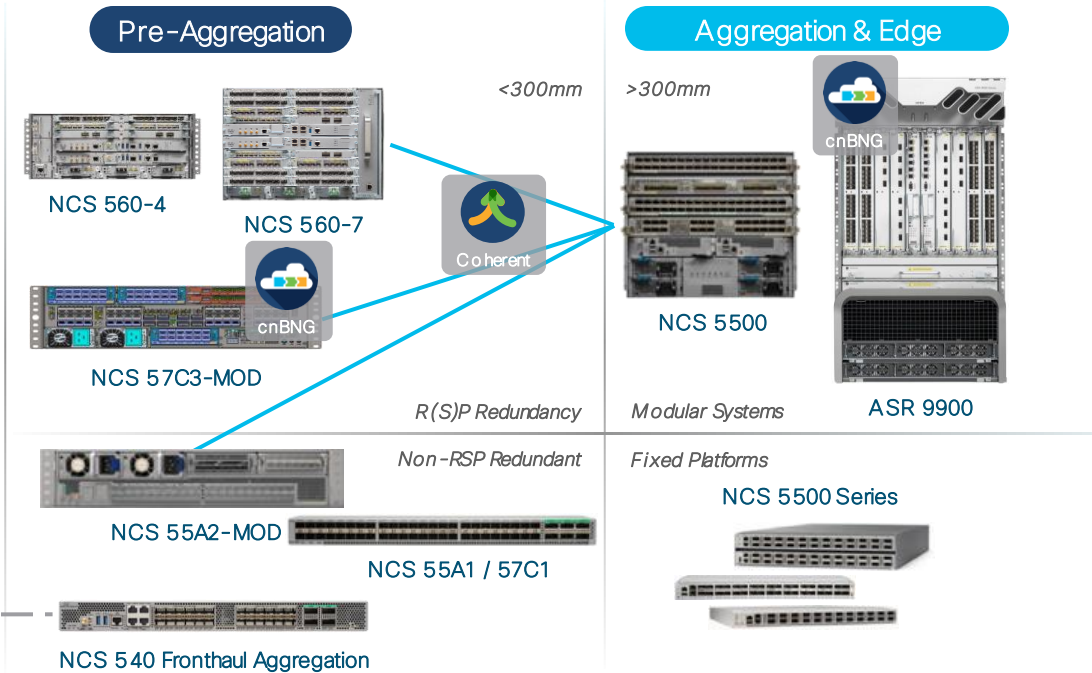 Pre-Aggregation
Aggregation & Edge
<300mm
>300mm
cnBNG
NCS 560-4
NCS 560-7
Coherent
cnBNG
NCS 5500
NCS 57C3-MOD
ASR 9900
R(S)P Redundancy
Modular Systems
Non-RSP Redundant
Fixed Platforms
NCS 5500 Series
NCS 55A2-MOD
NCS 55A1 / 57C1
NCS 540 Fronthaul Aggregation